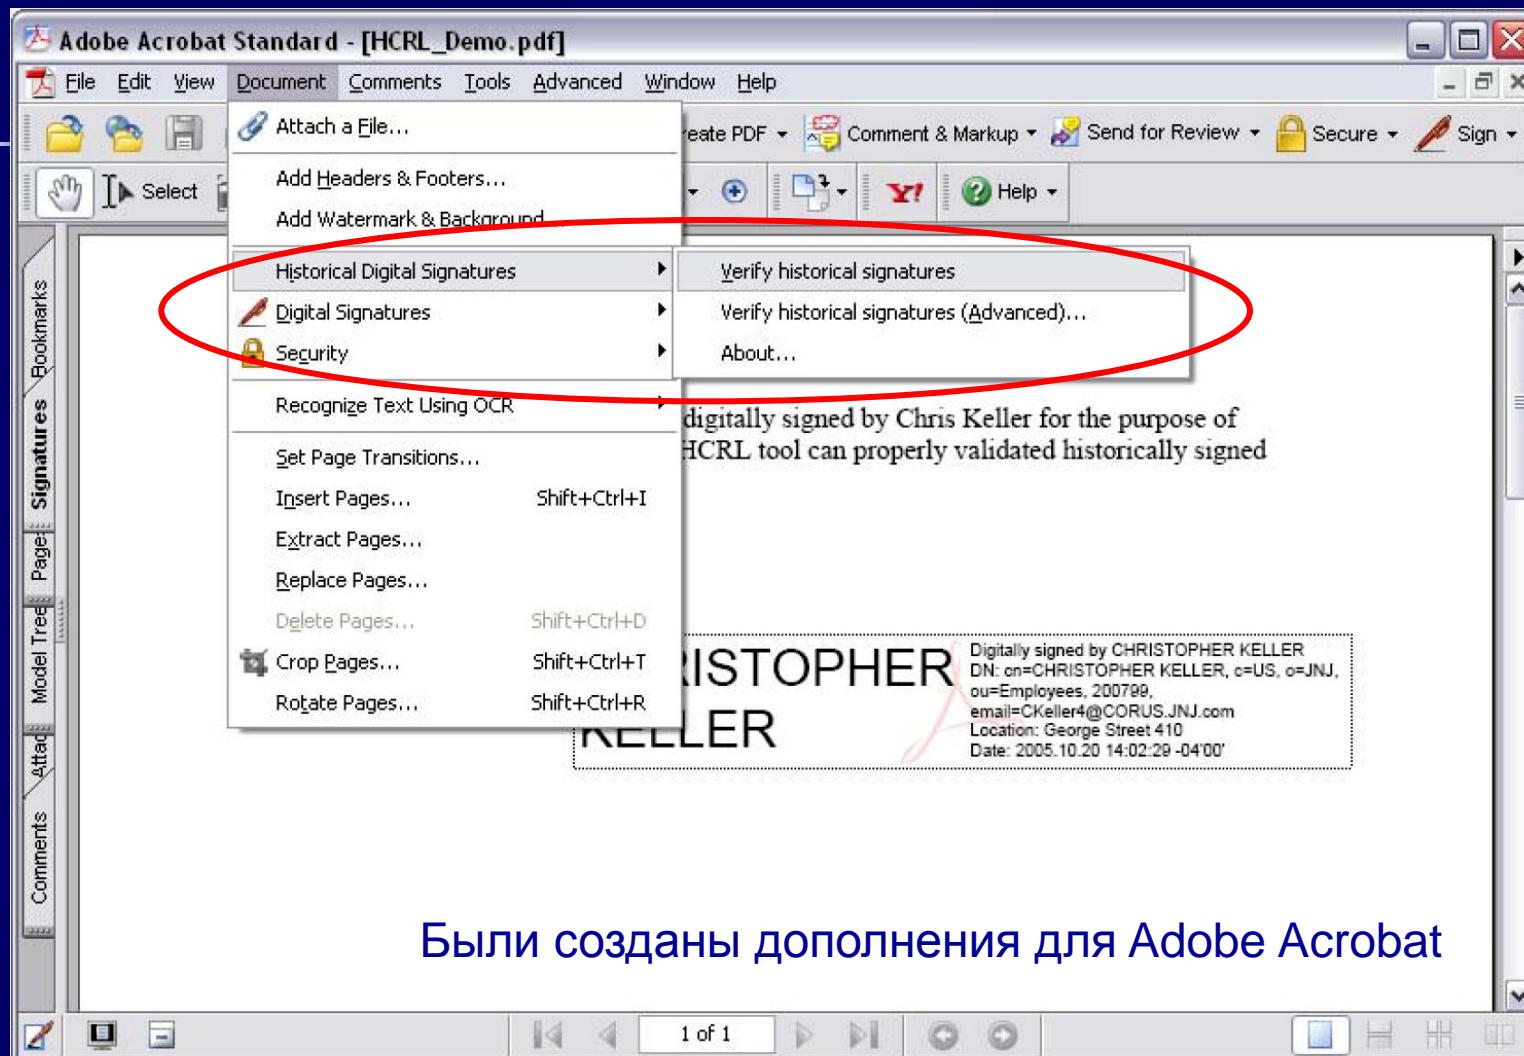 Adobe Acrobat Standard - [HCRL_Demo.pdf]
File Edit View Document Comments Tools Advanced Window Help
Attach a File...
Comment & Markup Send for Review Secure Sign
PDF
Select
Help
Add Headers & Footers...
Add Watermark & Background...
Historical Digital Signatures
Digital Signatures
Security
Verify historical signatures
Verify historical signatures (Advanced)...
About...
Recognize Text Using OCR
Set Page Transitions...
Insert Pages... Shift+Ctrl+I
Extract Pages...
Replace Pages...
Delete Pages... Shift+Ctrl+D
Crop Pages... Shift+Ctrl+T
Rotate Pages... Shift+Ctrl+R
Bookmarks
Signatures
Pages
Model Tree
Comments
digitally signed by Chris Keller for the purpose of
HCRL tool can properly validated historically signed
KELLER
Digitally signed by CHRISTOPHER KELLER
DN: cn=CHRISTOPHER KELLER, c=US, o=JNJ,
ou=Employees, 200799,
email=CKeller4@CORUS.JNJ.com
Location: George Street 410
Date: 2005.10.20 14:02:29 -04'00'
Были созданы дополнения для Adobe Acrobat
1 of 1